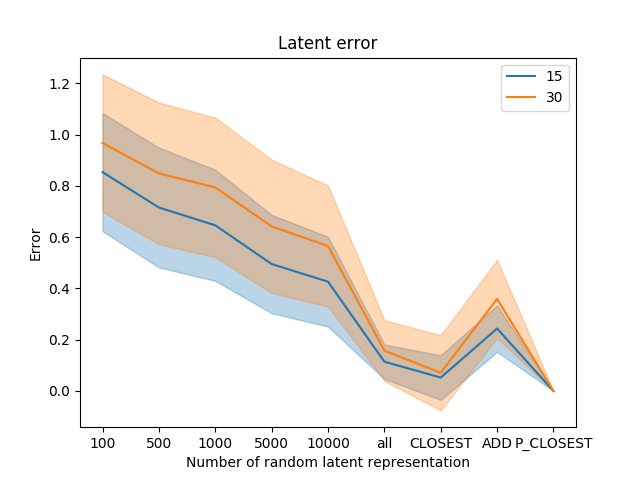 Latent error
15
30
1.2
1.0
0.8
0.6
0.4
0.2
0.0
Error
100 500 1000 5000 10000 all CLOSEST ADD P_CLOSEST
Number of random latent representation